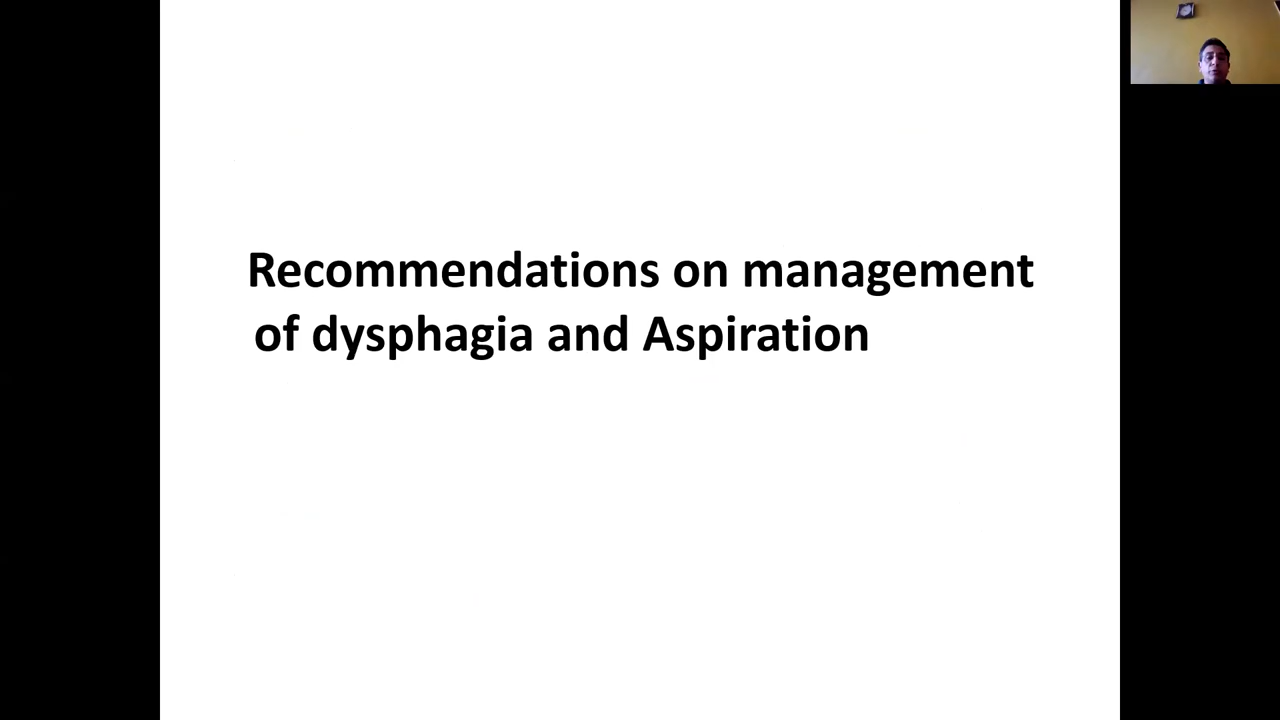 Recommendations on management
of dysphagia and Aspiration